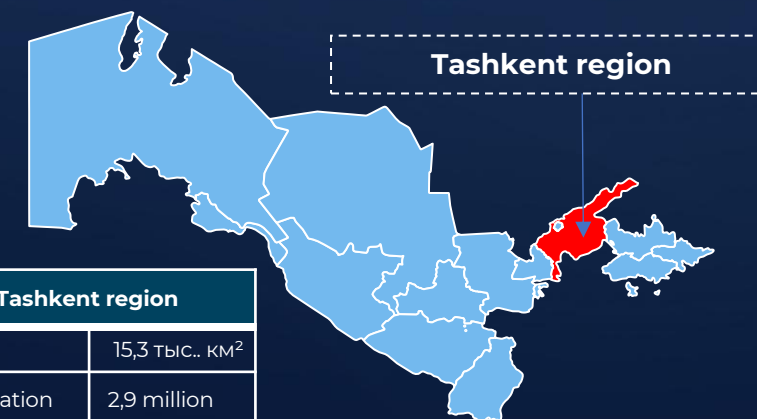 Tashkent region
Tashkent region
15,3 тыс.. км²
ation 2,9 million